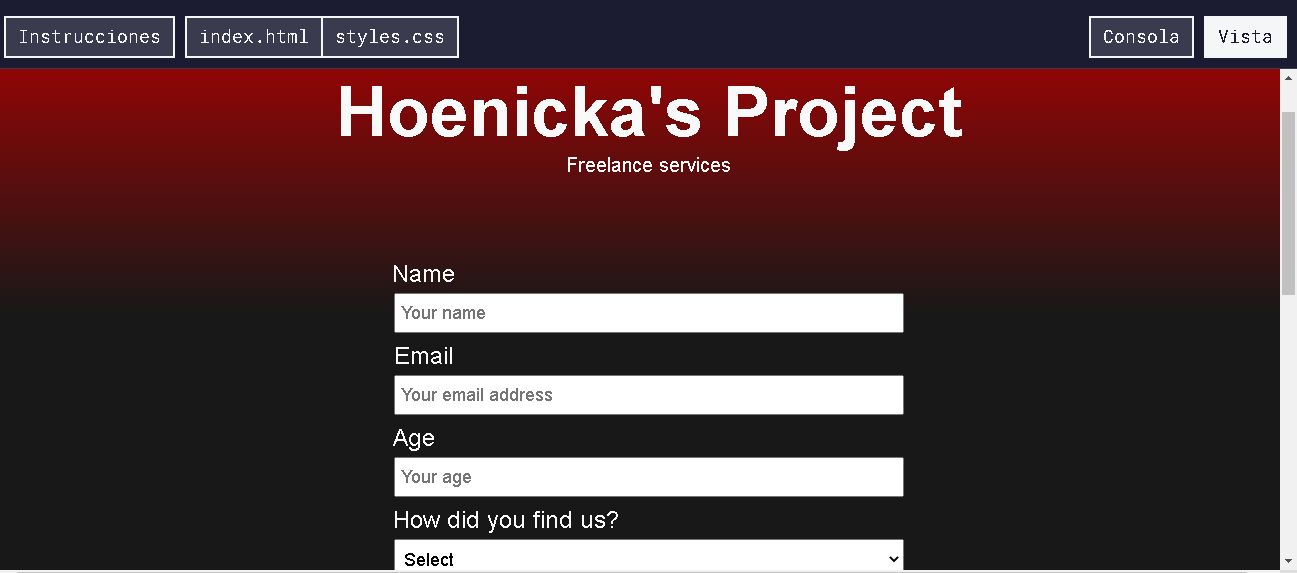 Instrucciones index.html styles.css Consola Vista
Hoenicka's Project
Freelance services
Name
Your name
Email
Your email address
Age
Your age
How did you find us?
Select